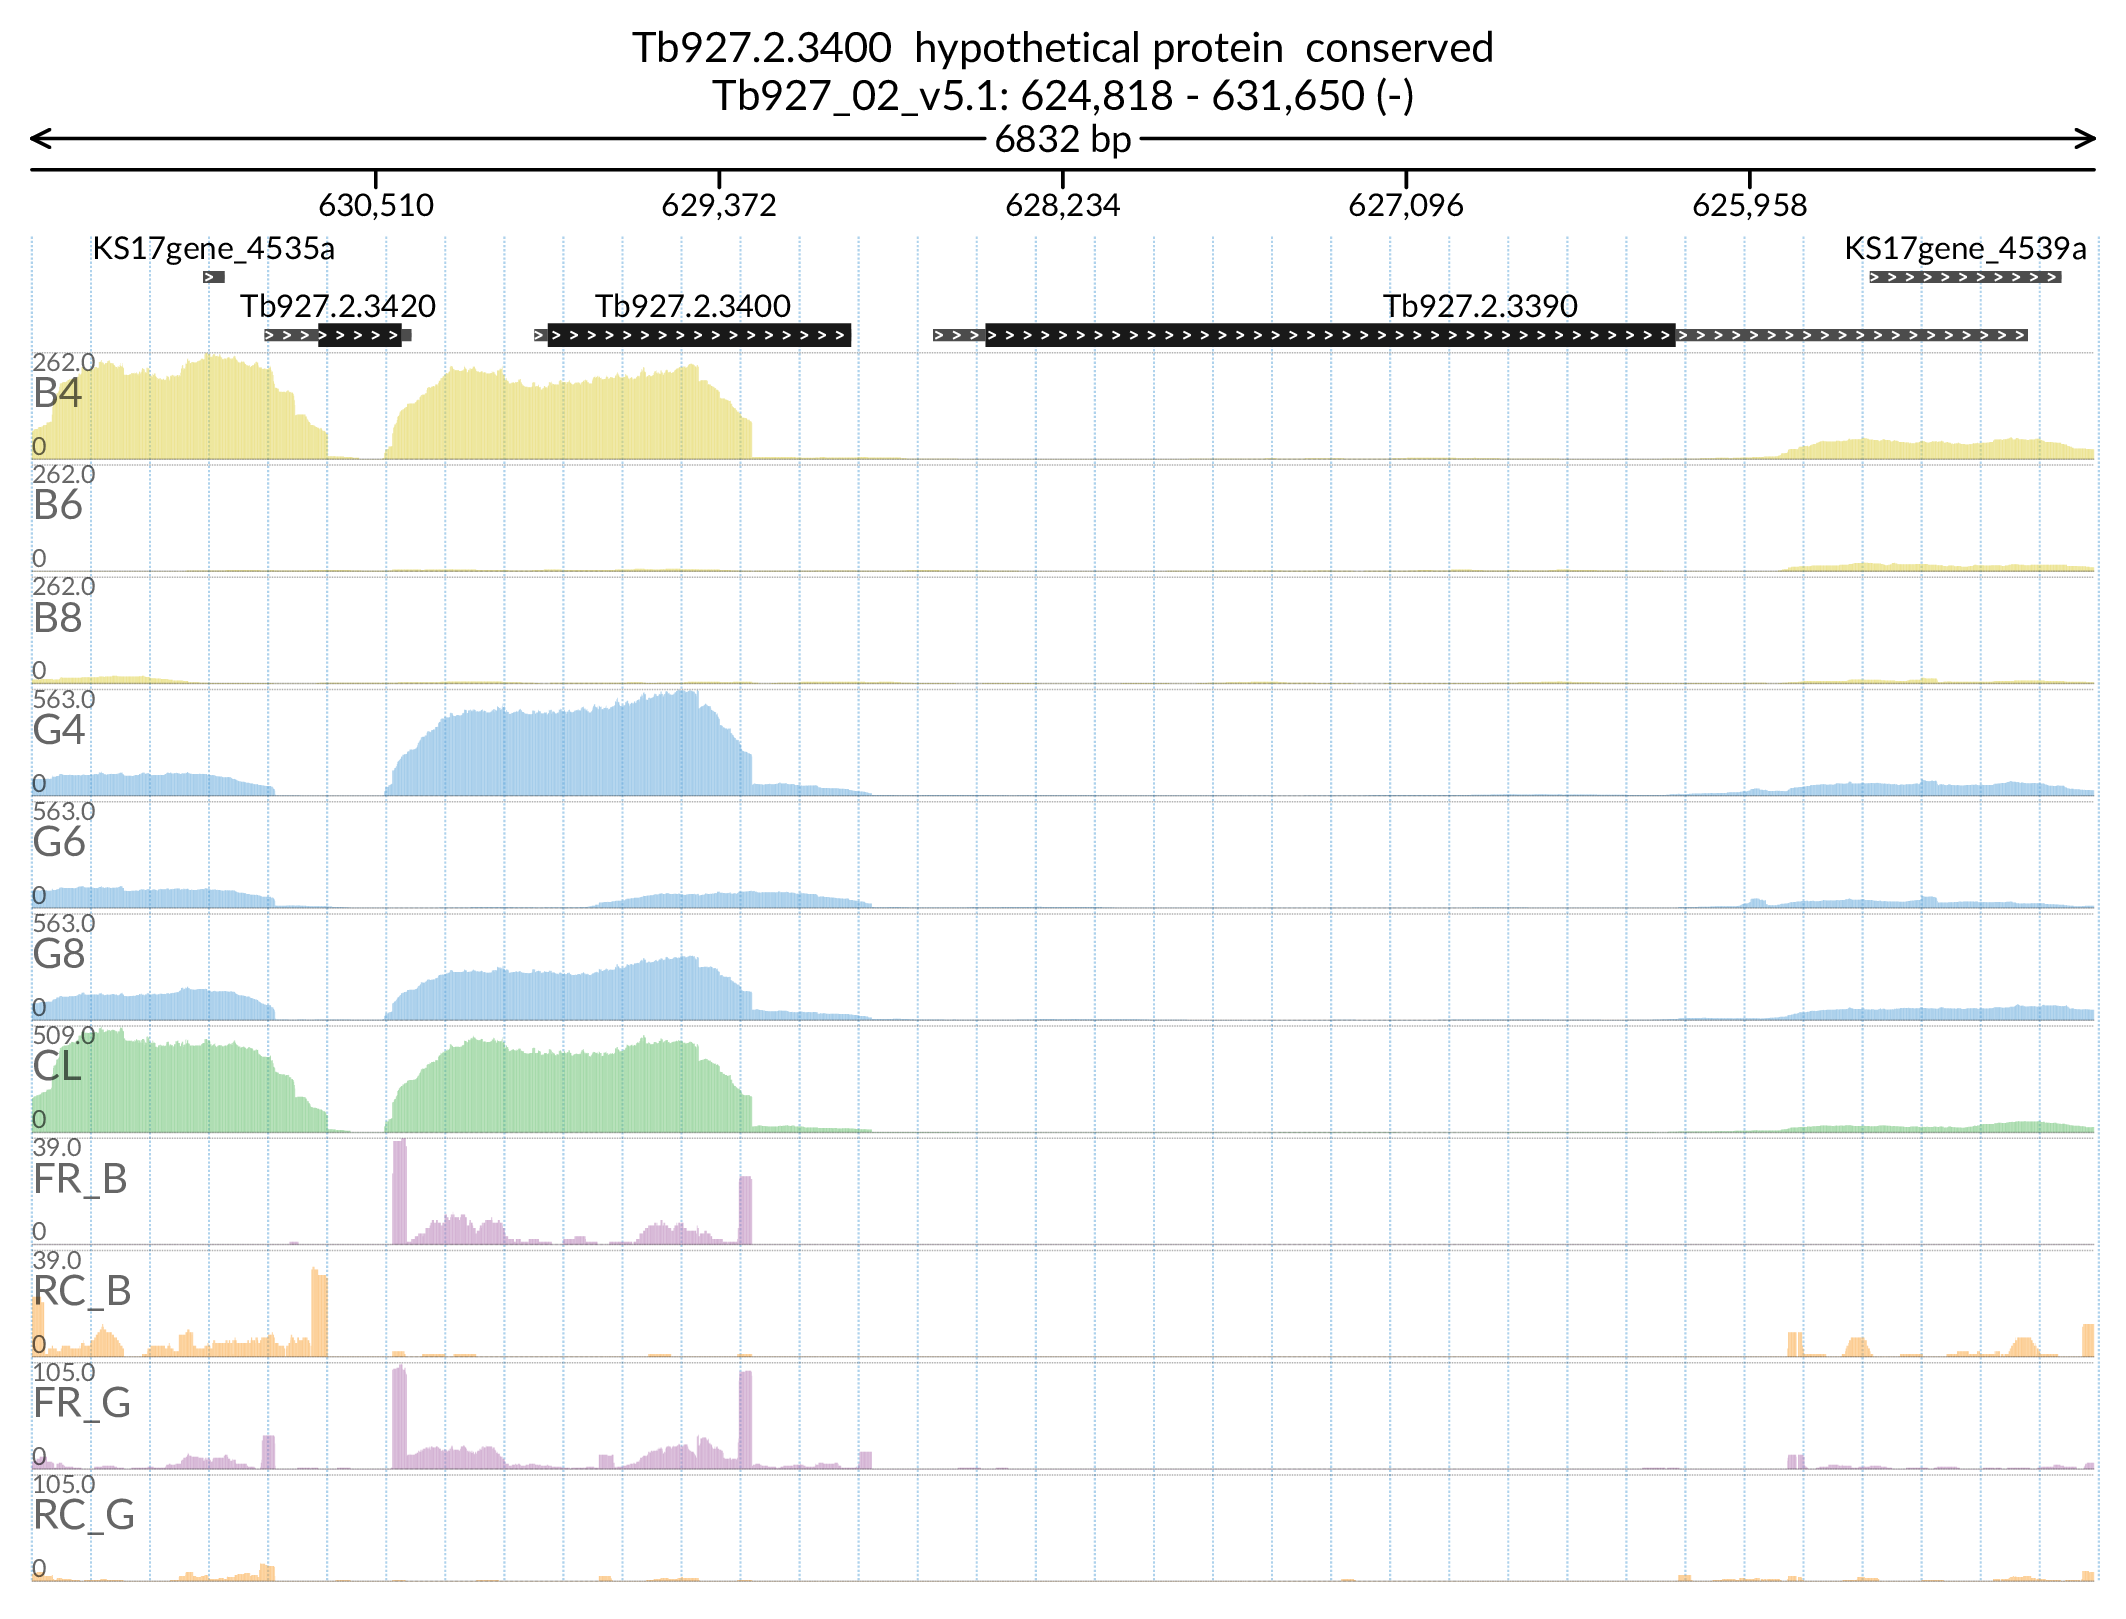 Tb927.2.3400  hypothetical protein  conserved
Tb927_02_v5.1: 624,818 - 631,650 (-)
6832 bp
630,510 629,372 628,234 627,096 625,958
KS17gene_4535a KS17gene_4539a
Tb927.2.3420 Tb927.2.3400 Tb927.2.3390
262.0
B4
0
262.0
B6
0
262.0
B8
0
563.0
G4
0
563.0
G6
0
563.0
G8
0
509.0
CL
0
39.0
FR_B
0
39.0
RC_B
0
105.0
FR_G
0
105.0
RC_G
0